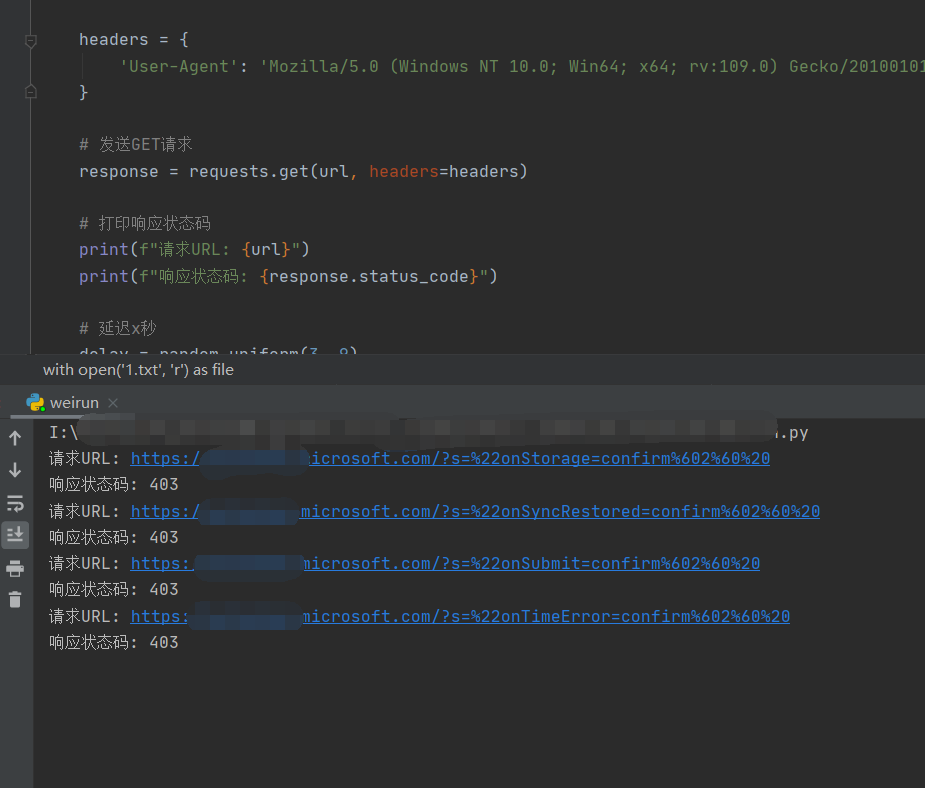 headers = {
'User-Agent': 'Mozilla/5.0 (Windows NT 10.0; Win64; x64; rv:109.0) Gecko/20100101
}
# 发送GET请求
response = requests.get(url, headers=headers)
# 打印响应状态码
print(f"请求URL: {url}")
print(f"响应状态码: {response.status_code}")
# 延迟x秒
delay = random.uniform(3, 9)
with open('1.txt', 'r') as file
weirun
I:\ .py
请求URL: https:/ icrosoft.com/?s=%22onStorage=confirm%602%60%20
响应状态码: 403
请求URL: https:/ microsoft.com/?s=%22onSyncRestored=confirm%602%60%20
响应状态码: 403
请求URL: https: microsoft.com/?s=%22onSubmit=confirm%602%60%20
响应状态码: 403
请求URL: https: microsoft.com/?s=%22onTimeError=confirm%602%60%20
响应状态码: 403